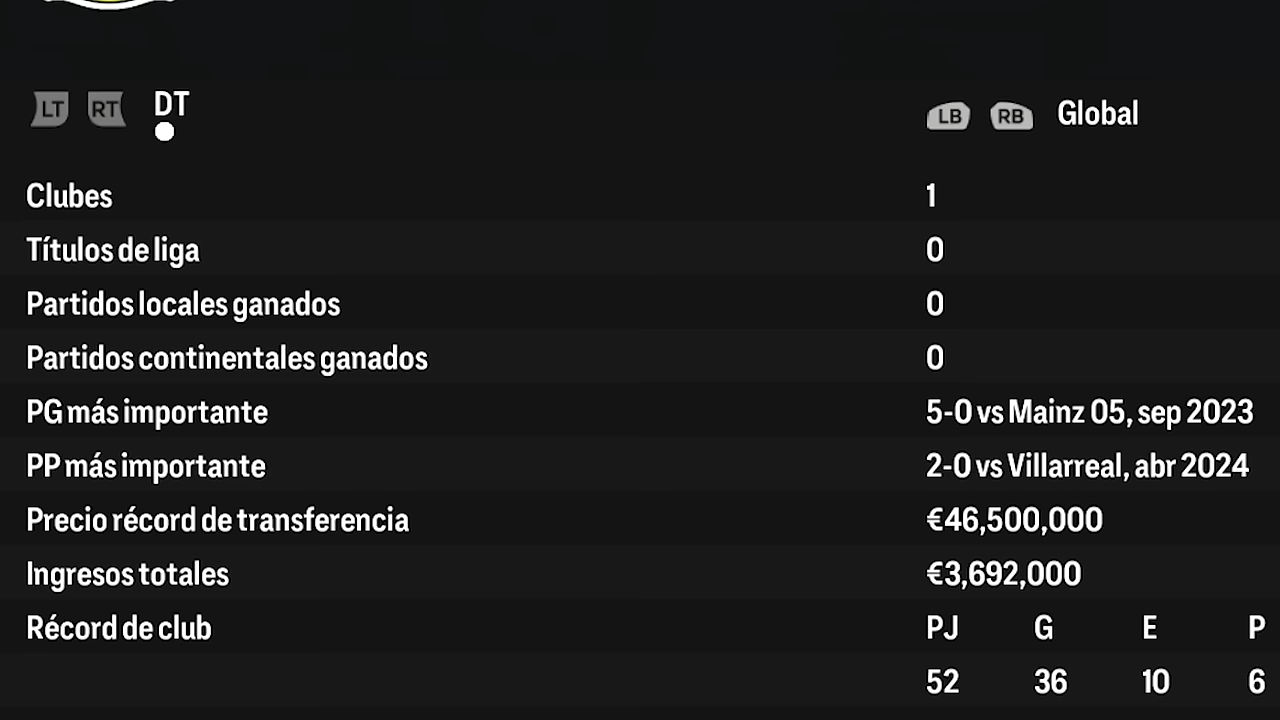 LT RT DT LB RB Global
Clubes 1
Títulos de liga 0
Partidos locales ganados 0
Partidos continentales ganados 0
PG más importante 5-0 vs Mainz 05, sep 2023
PP más importante 2-0 vs Villarreal, abr 2024
Precio récord de transferencia €46,500,000
Ingresos totales €3,692,000
Récord de club PJ G E P
52 36 10 6